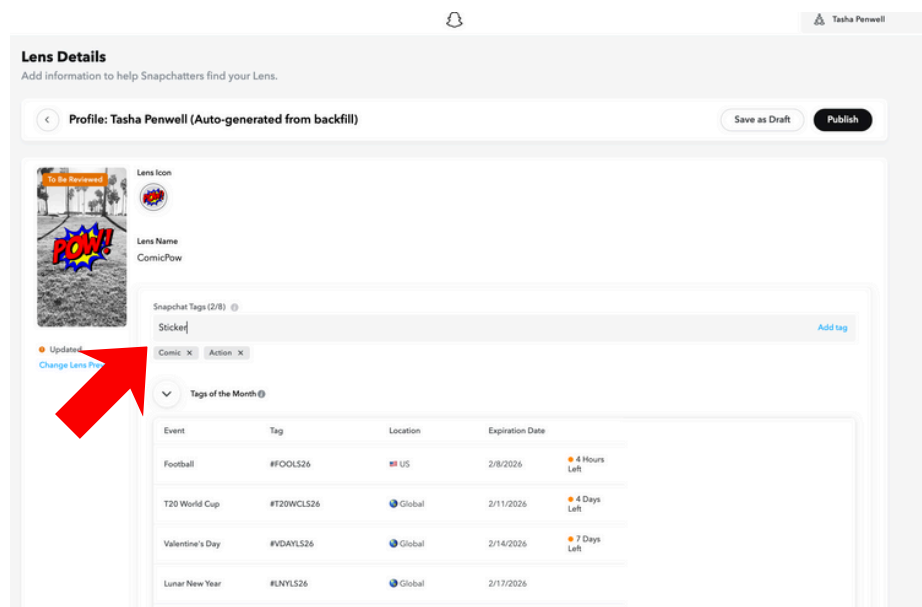 Tasha Penwell
Lens Details
Add information to help Snapchatters find your Lens.
Profile: Tasha Penwell (Auto-generated from backfill)
Save as Draft
Publish
To Be Reviewed
POW!
Lens Icon
POW!
Lens Name
ComicPow
Snapchat Tags (2/8)
Sticker
Add tag
Comic × Action ×
Updated
Change Lens Prev
Tags of the Month
Event Tag Location Expiration Date
Football #FOOLS26 US 2/8/2026 4 Hours
Left
T20 World Cup #T20WCLS26 Global 2/11/2026 4 Days
Left
Valentine's Day #VDAYLS26 Global 2/14/2026 7 Days
Left
Lunar New Year #LNYLS26 Global 2/17/2026